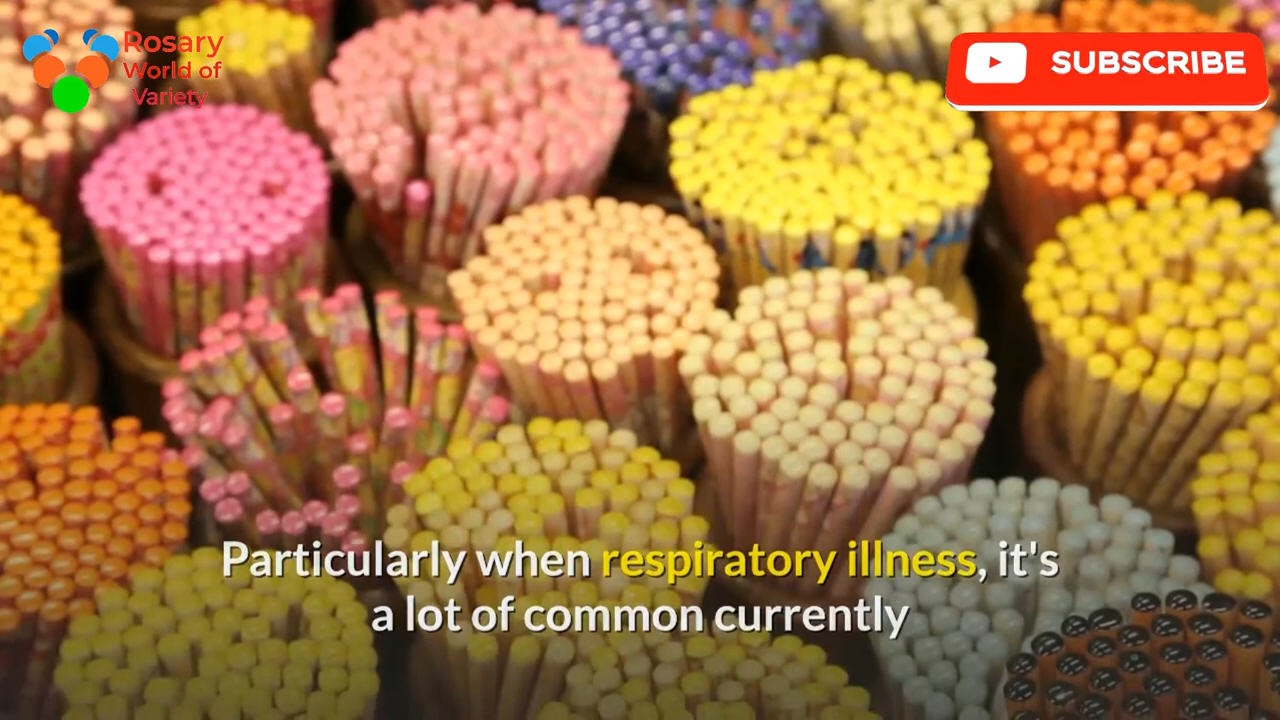 Rosary
World of
Variety
SUBSCRIBE
Particularly when respiratory illness, it's
a lot of common currently